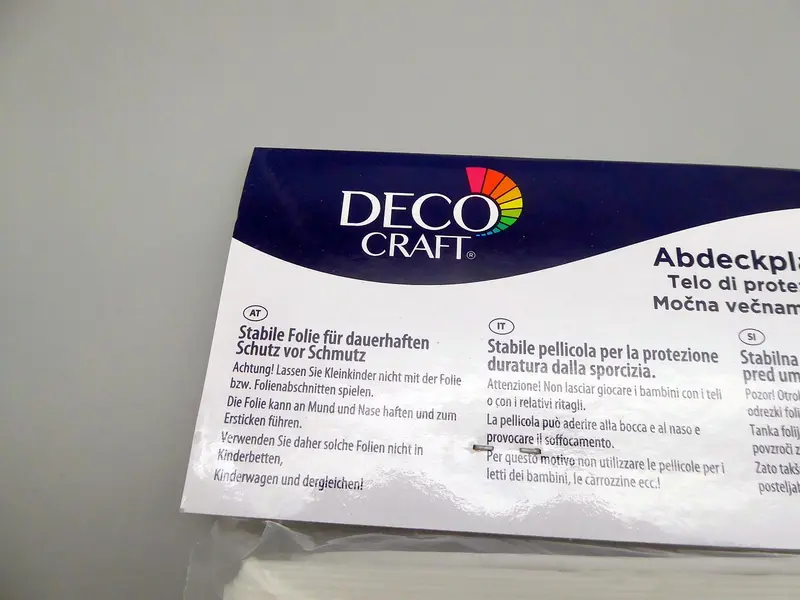 DECO
CRAFT®
Abdeckpla
Telo di prote
Močna večnam
AT
Stabile Folie für dauerhaften
Schutz vor Schmutz
Achtung! Lassen Sie Kleinkinder nicht mit der Folie
bzw. Folienabschnitten spielen.
Die Folie kann an Mund und Nase haften und zum
Ersticken führen.
Verwenden Sie daher solche Folien nicht in
Kinderbetten,
Kinderwagen und dergleichen!
IT
Stabile pellicola per la protezione
duratura dalla sporcizia.
Attenzione! Non lasciar giocare i bambini con i teli
o con i relativi ritagli.
La pellicola può aderire alla bocca e al naso e
provocare il soffocamento.
Per questo motivo non utilizzare le pellicole per i
letti dei bambini, le carrozzine ecc.!
SI
Stabilna
pred um
Pozor! Otro
odrezki foli
Tanka folij
povzroči z
Zato takš
posteljah